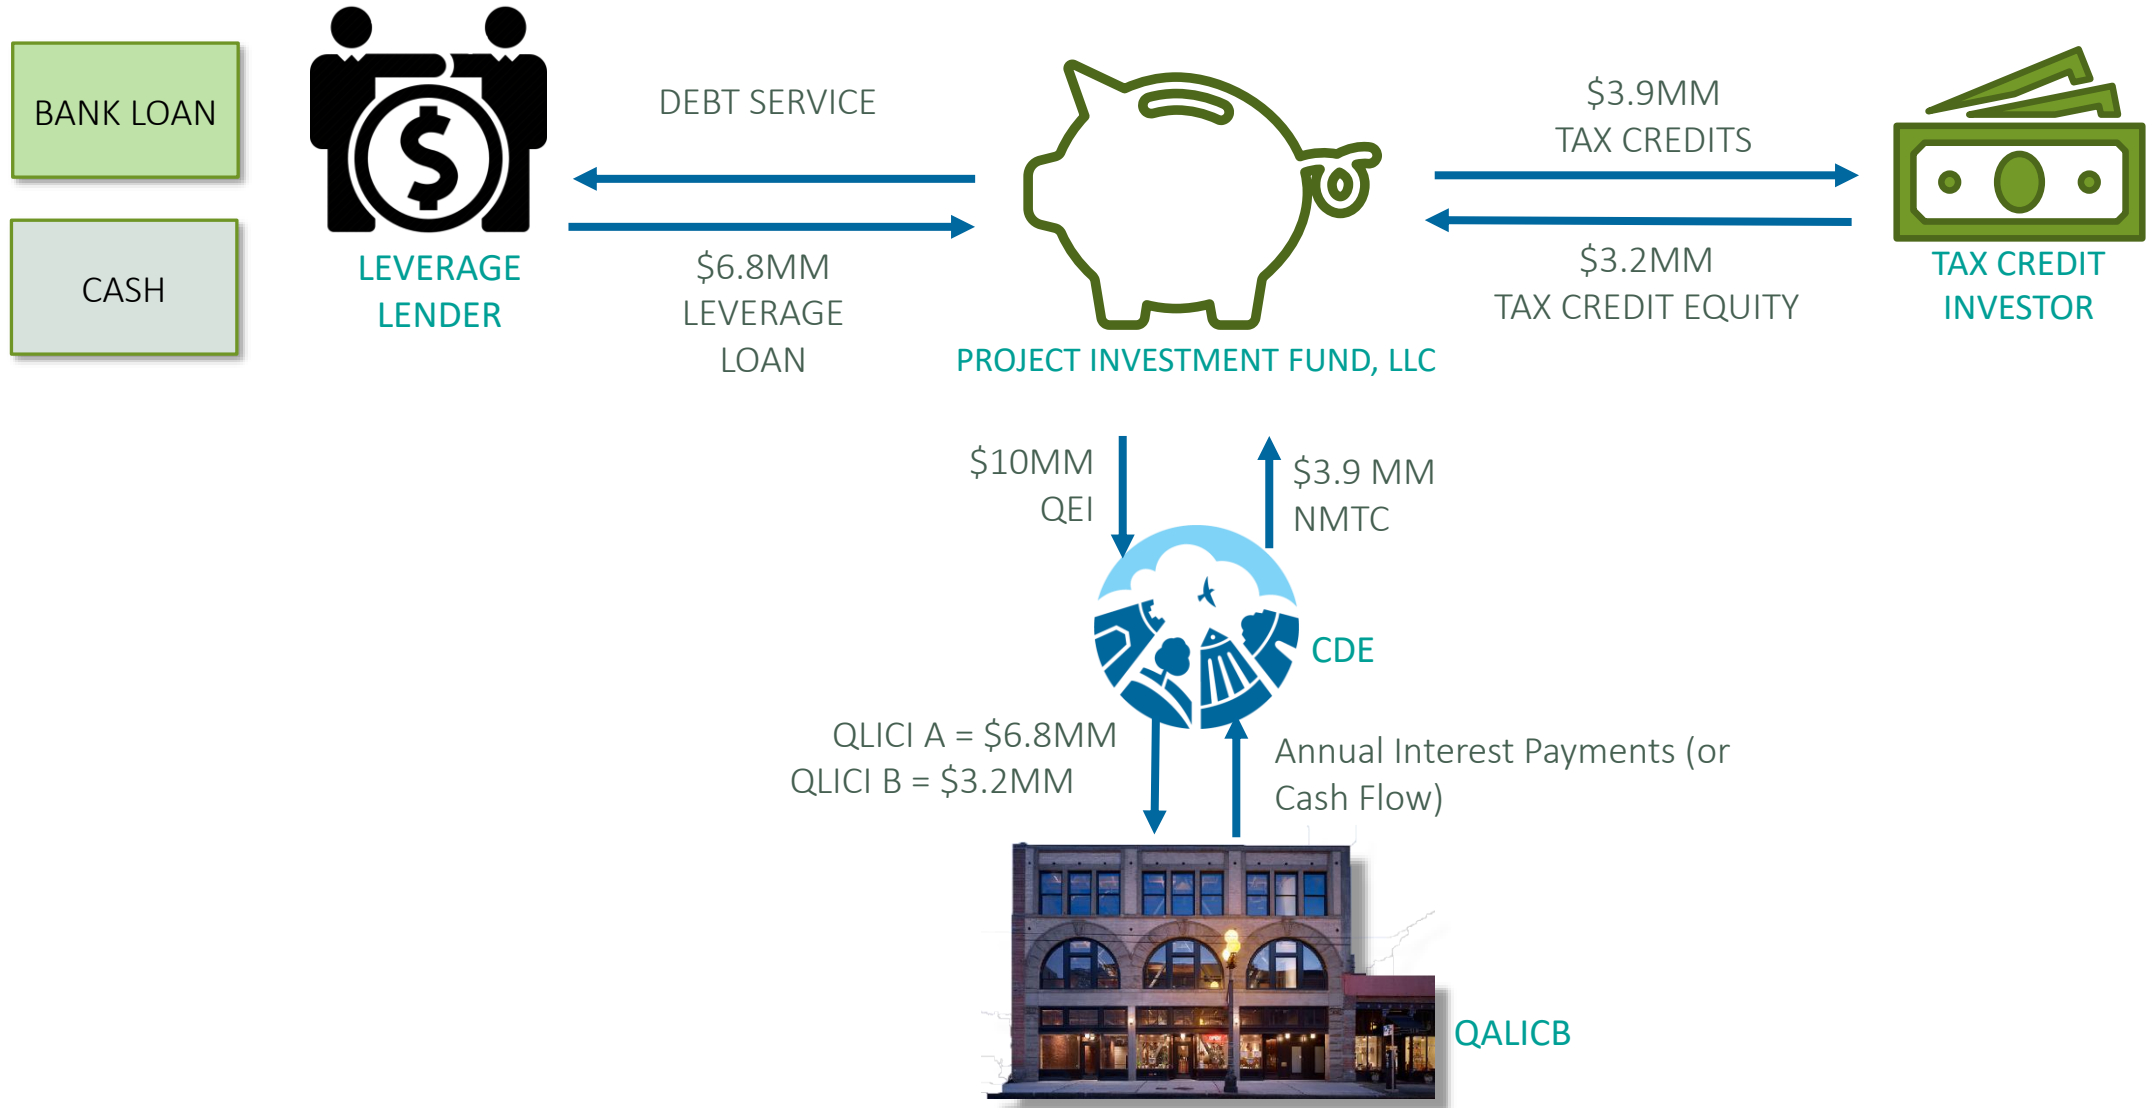 BANK LOAN
CASH
$
LEVERAGE
LENDER
DEBT SERVICE
$6.8MM
LEVERAGE
LOAN
PROJECT INVESTMENT FUND, LLC
$3.9MM
TAX CREDITS
$3.2MM
TAX CREDIT EQUITY
TAX CREDIT
INVESTOR
$10MM
QEI
$3.9 MM
NMTC
CDE
QLICI A = $6.8MM
QLICI B = $3.2MM
Annual Interest Payments (or
Cash Flow)
QALICB